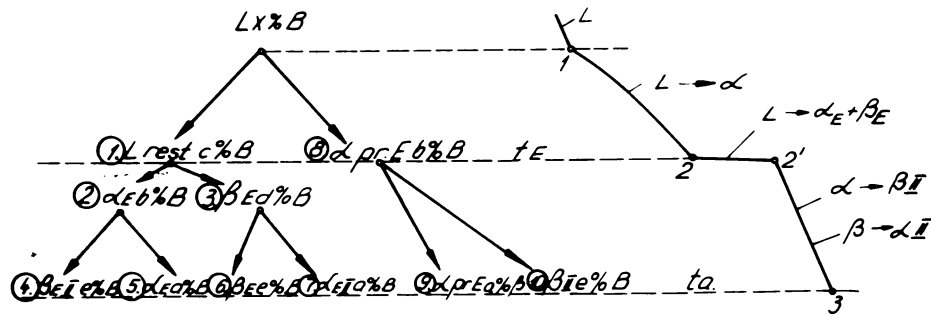 Lx%B
L
1
L → α
L → αE + βE
① L rest c%B ⑧ α pr. E b%B tE
2 2'
② αE b%B ③ βE d%B
α → βII
β → αII
④ βEII e%B ⑤ αE a%B ⑥ βE e%B ⑦ αEII a%B ⑨ α pr E a%B ⑩ βII e%B ta.
3